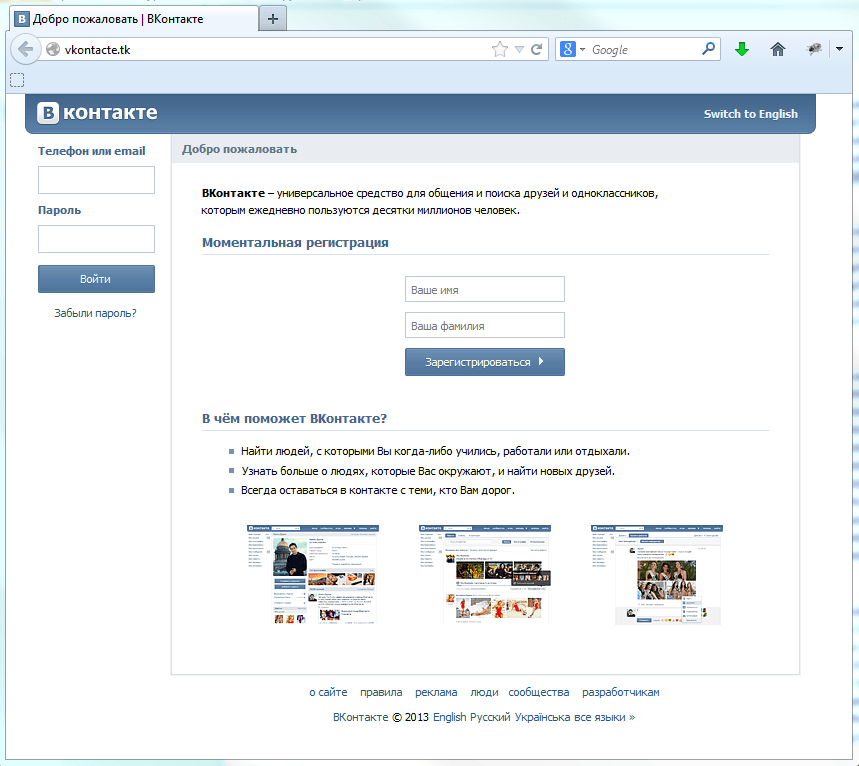 В Добро пожаловать | ВКонтакте
vkontacte.tk
8 Google
В контакте
Switch to English
Телефон или email
Пароль
Войти
Забыли пароль?
Добро пожаловать
ВКонтакте – универсальное средство для общения и поиска друзей и одноклассников,
которым ежедневно пользуются десятки миллионов человек.
Моментальная регистрация
Ваше имя
Ваша фамилия
Зарегистрироваться
В чём поможет ВКонтакте?
Найти людей, с которыми Вы когда-либо учились, работали или отдыхали.
Узнать больше о людях, которые Вас окружают, и найти новых друзей.
Всегда оставаться в контакте с теми, кто Вам дорог.
о сайте правила реклама люди сообщества разработчикам
ВКонтакте © 2013 English Русский Українська все языки »